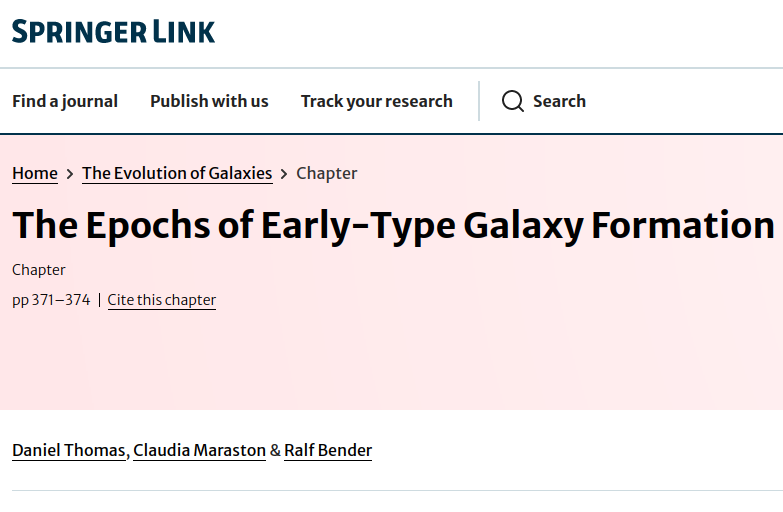 SPRINGER LINK
Find a journal Publish with us Track your research Search
Home > The Evolution of Galaxies > Chapter
The Epochs of Early-Type Galaxy Formation
Chapter
pp 371–374 | Cite this chapter
Daniel Thomas, Claudia Maraston & Ralf Bender